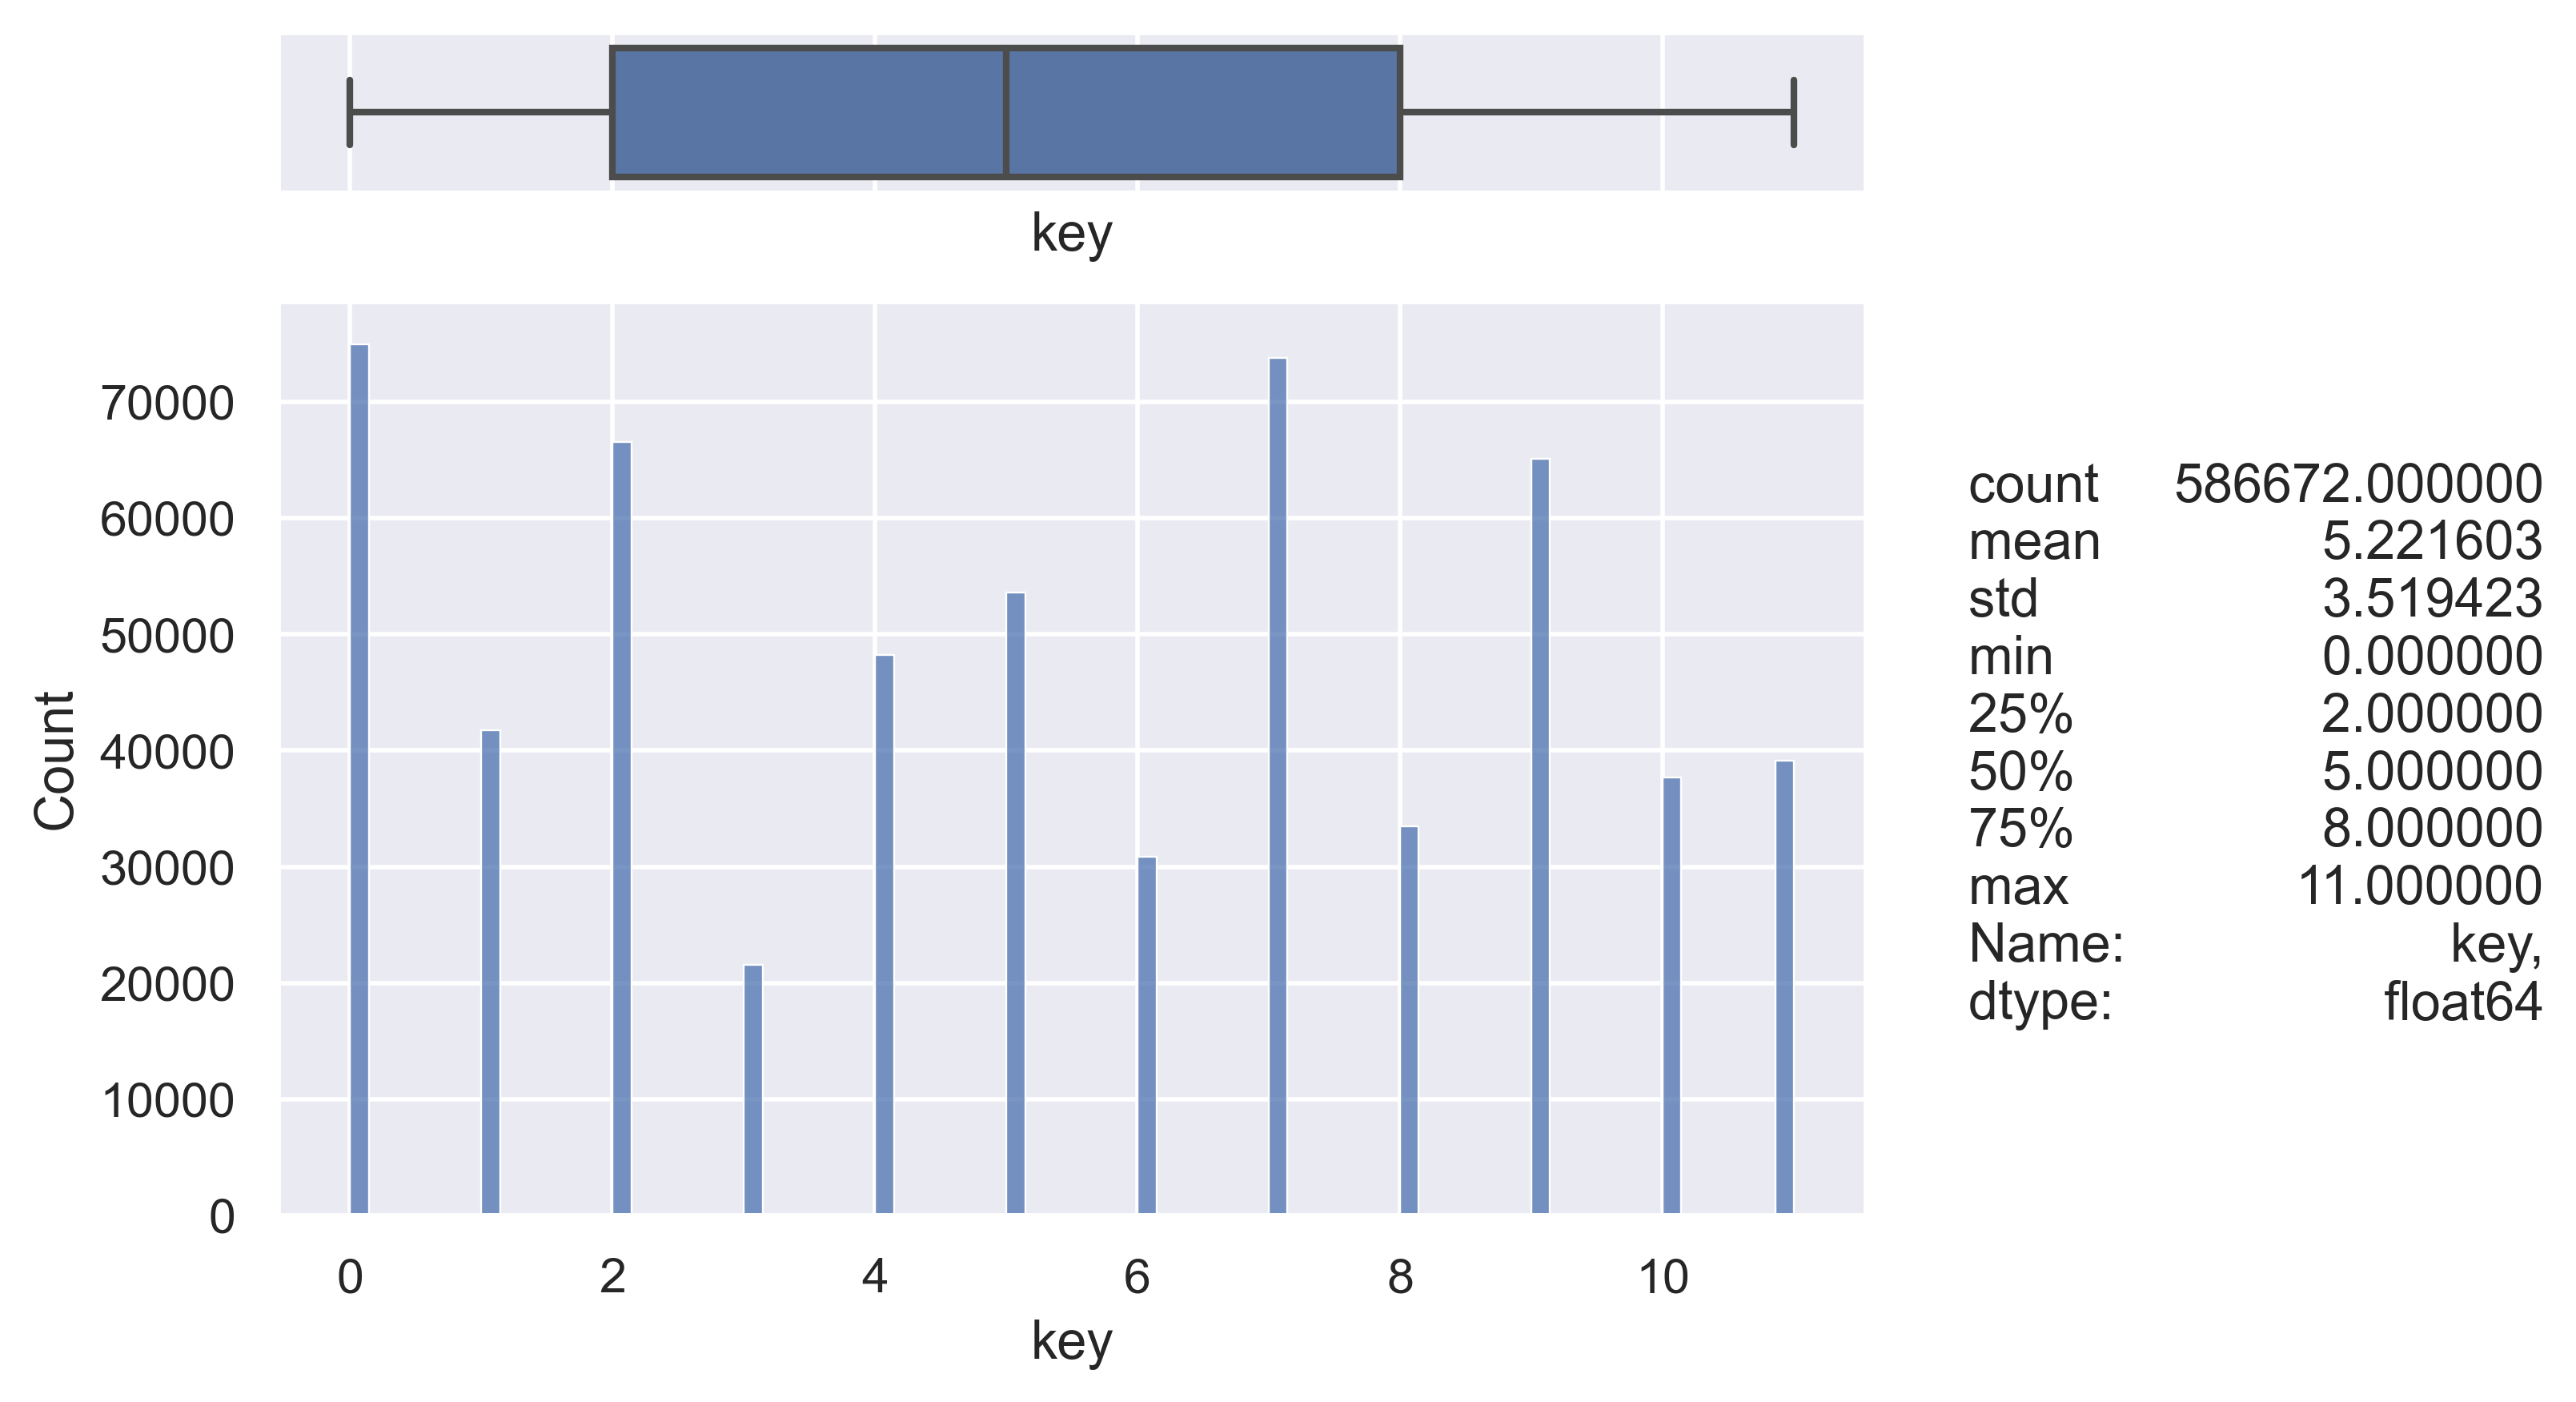 key
70000
60000
50000
40000
30000
20000
10000
0
Count
0 2 4 6 8 10
key
count 586672.000000
mean 5.221603
std 3.519423
min 0.000000
25% 2.000000
50% 5.000000
75% 8.000000
max 11.000000
Name: key,
dtype: float64